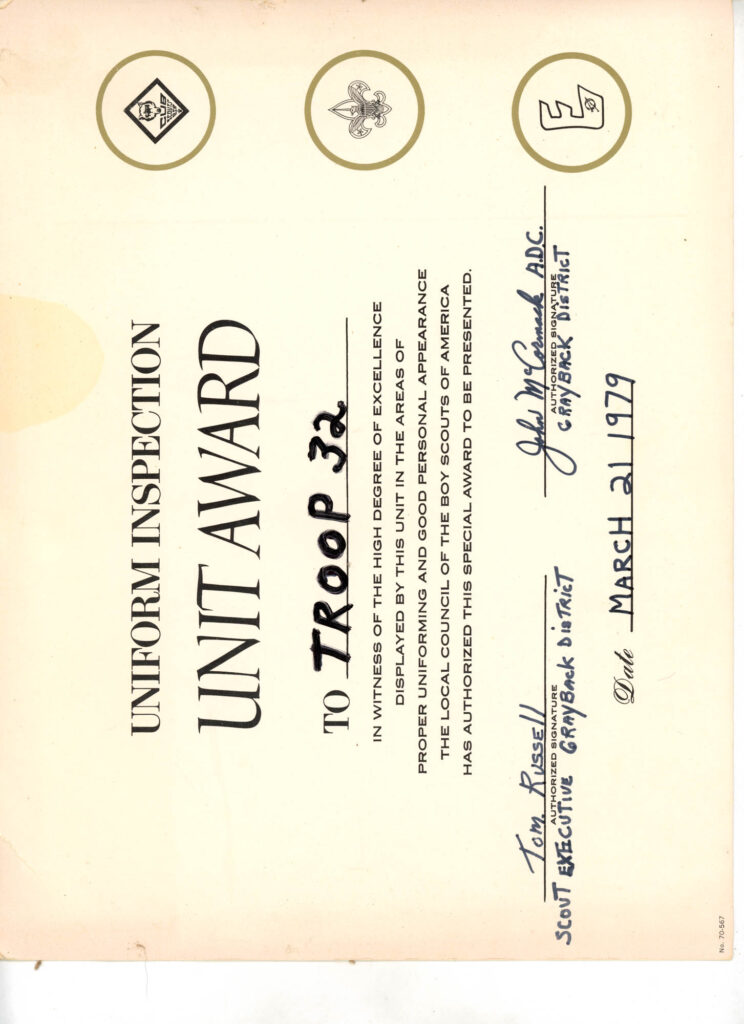 UNIFORM INSPECTION
UNIT AWARD
TO TROOP 32
IN WITNESS OF THE HIGH DEGREE OF EXCELLENCE
DISPLAYED BY THIS UNIT IN THE AREAS OF
PROPER UNIFORMING AND GOOD PERSONAL APPEARANCE
THE LOCAL COUNCIL OF THE BOY SCOUTS OF AMERICA
HAS AUTHORIZED THIS SPECIAL AWARD TO BE PRESENTED.
Tom Russell
AUTHORIZED SIGNATURE
SCOUT EXECUTIVE GRAYBACK DISTRICT
John McCormack A.D.C.
AUTHORIZED SIGNATURE
GRAYBACK DISTRICT
Date MARCH 21 1979
CUB
E
No. 70-567